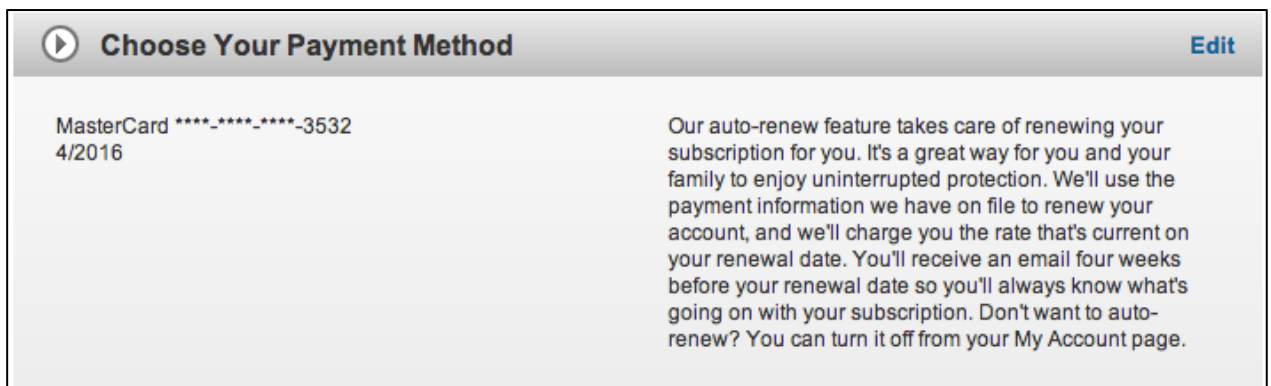 Choose Your Payment Method
Edit
MasterCard ****-****-****-3532
4/2016
Our auto-renew feature takes care of renewing your
subscription for you. It's a great way for you and your
family to enjoy uninterrupted protection. We'll use the
payment information we have on file to renew your
account, and we'll charge you the rate that's current on
your renewal date. You'll receive an email four weeks
before your renewal date so you'll always know what's
going on with your subscription. Don't want to auto-
renew? You can turn it off from your My Account page.